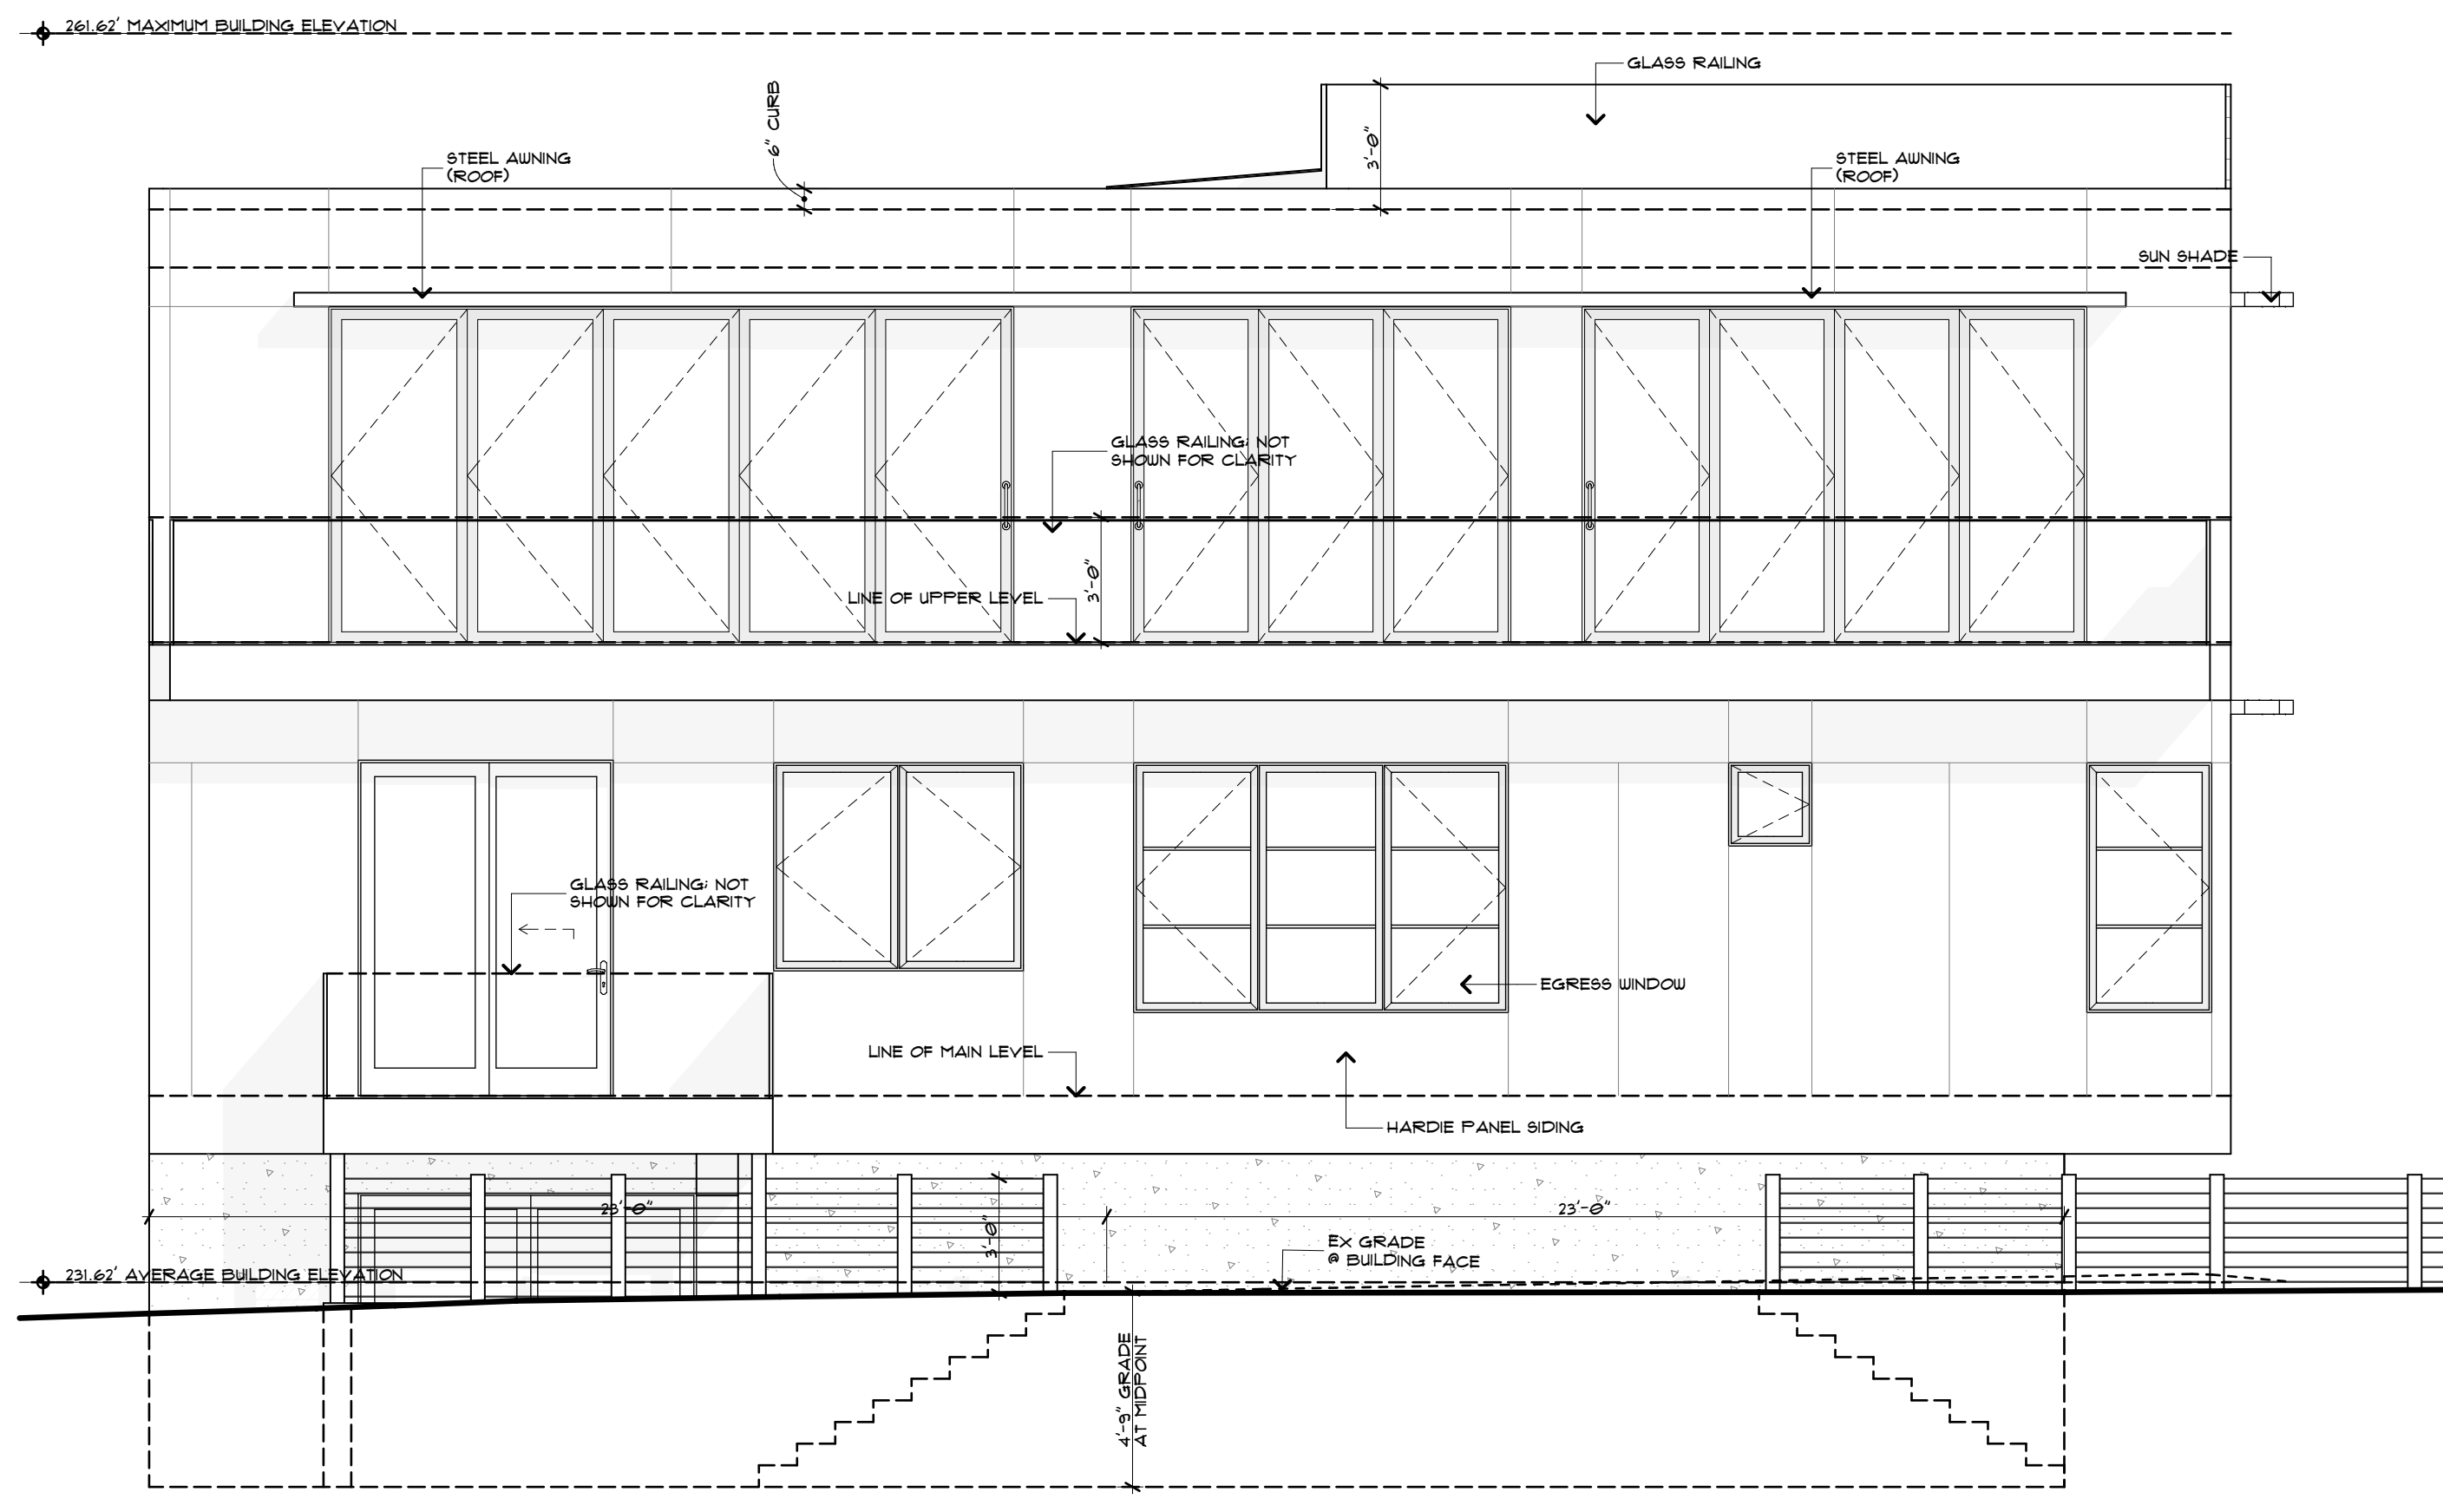 261.62' MAXIMUM BUILDING ELEVATION
GLASS RAILING
6" CURB
3'-0"
STEEL AWNING
(ROOF)
STEEL AWNING
(ROOF)
SUN SHADE
GLASS RAILING; NOT
SHOWN FOR CLARITY
3'-0"
LINE OF UPPER LEVEL
GLASS RAILING; NOT
SHOWN FOR CLARITY
EGRESS WINDOW
LINE OF MAIN LEVEL
HARDIE PANEL SIDING
23'-0"
23'-0"
3'-0"
EX GRADE
@ BUILDING FACE
231.62' AVERAGE BUILDING ELEVATION
4'-9" GRADE
AT MIDPOINT